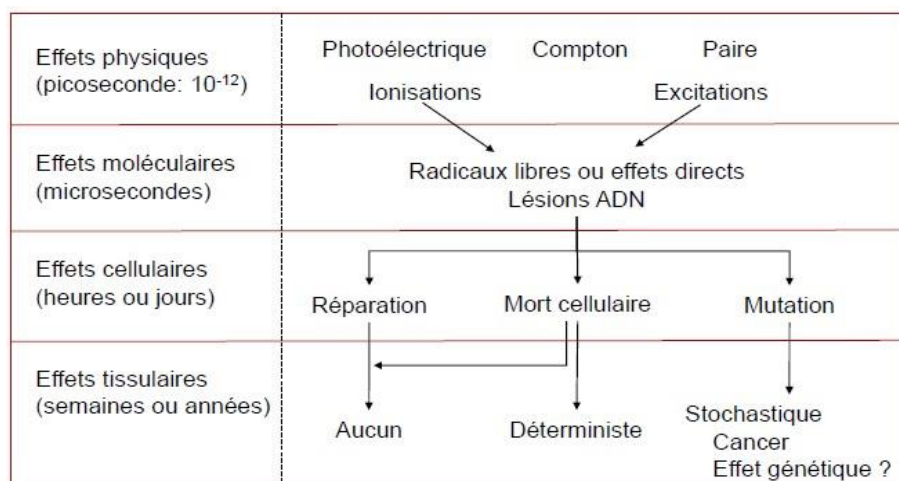 Effets physiques
(picoseconde: 10-12)
Photoélectrique Compton Paire
Ionisations Excitations
Effets moléculaires
(microsecondes)
Radicaux libres ou effets directs
Lésions ADN
Effets cellulaires
(heures ou jours)
Réparation Mort cellulaire Mutation
Effets tissulaires
(semaines ou années)
Aucun Déterministe Stochastique
Cancer
Effet génétique ?